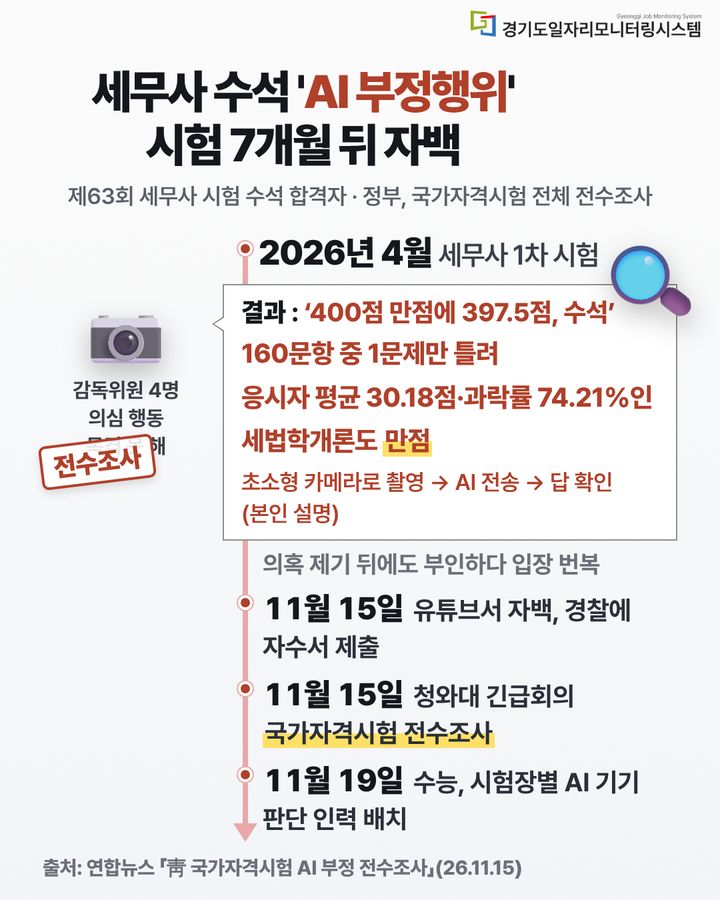 Gyeonggi Job Monitoring System
경기도일자리모니터링시스템
세무사 수석 'AI 부정행위'
시험 7개월 뒤 자백
제63회 세무사 시험 수석 합격자 · 정부, 국가자격시험 전체 전수조사
2026년 4월 세무사 1차 시험
결과 : ‘400점 만점에 397.5점, 수석’
160문항 중 1문제만 틀려
응시자 평균 30.18점·과락률 74.21%인
세법학개론도 만점
초소형 카메라로 촬영 → AI 전송 → 답 확인
(본인 설명)
감독위원 4명
의심 행동
해
전수조사
의혹 제기 뒤에도 부인하다 입장 번복
11월 15일 유튜브서 자백, 경찰에
자수서 제출
11월 15일 청와대 긴급회의
국가자격시험 전수조사
11월 19일 수능, 시험장별 AI 기기
판단 인력 배치
출처: 연합뉴스 「靑 국가자격시험 AI 부정 전수조사」(26.11.15)